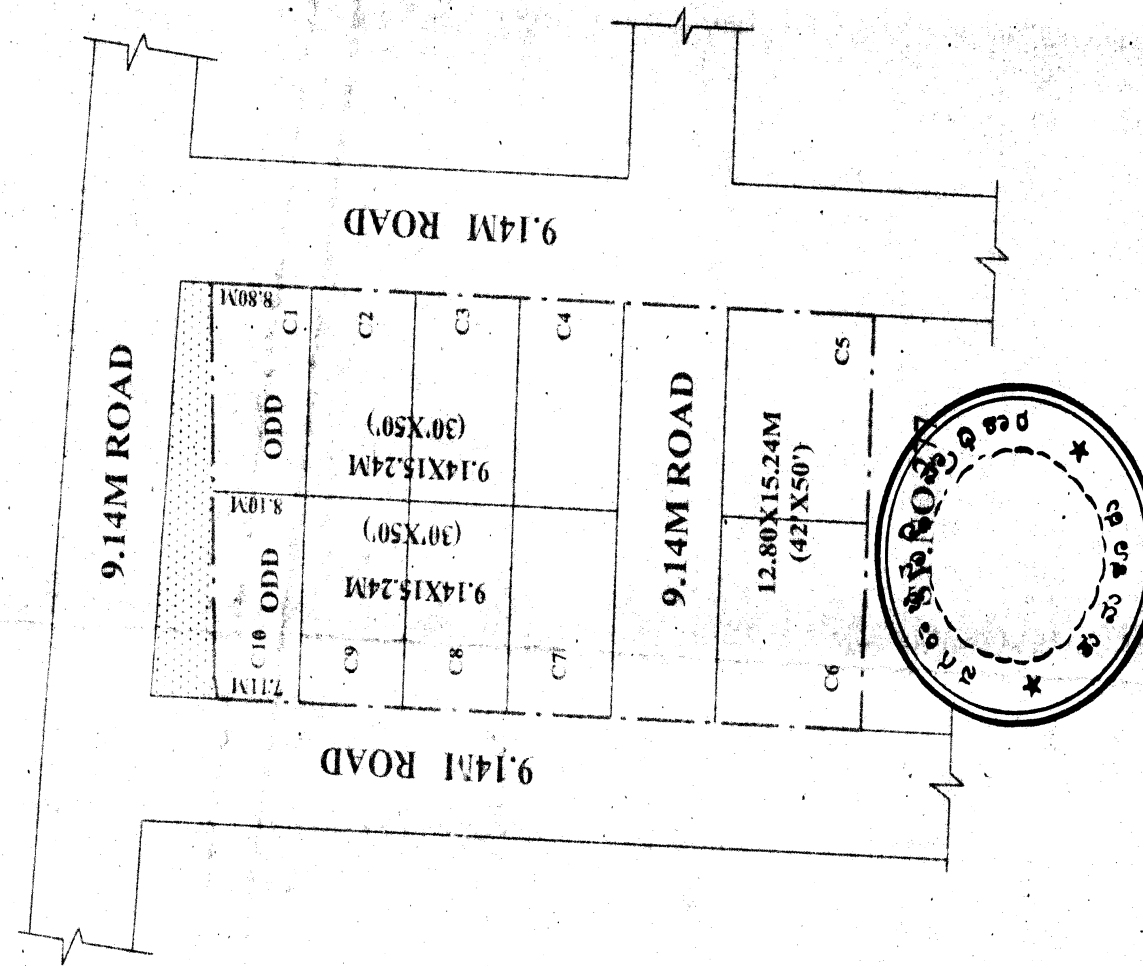 9.14M ROAD
9.14M ROAD
8.80M
C1
C2
C3
C4
C5
ODD
9.14X15.24M
(30'X50')
8.10M
ODD
9.14X15.24M
(30'X50')
7.11M
C10
C9
C8
C7
C6
9.14M ROAD
12.80X15.24M
(42'X50')
9.14M ROAD